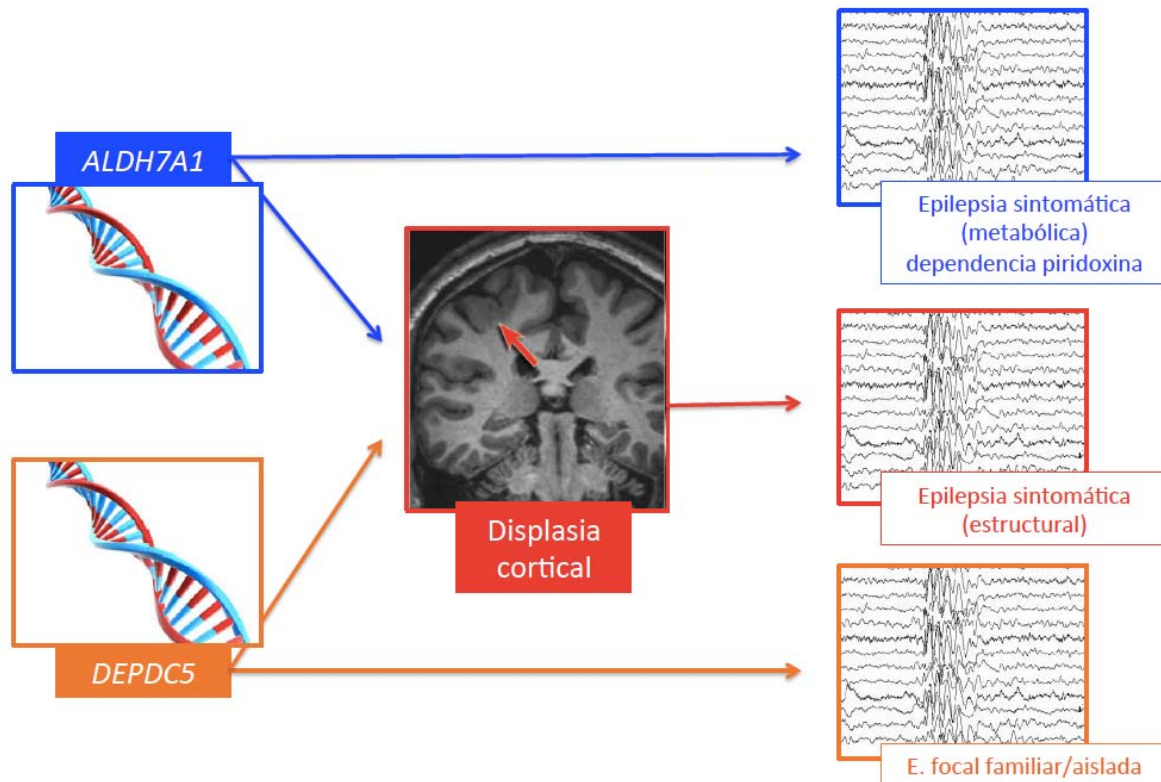 ALDH7A1
Epilepsia sintomática
(metabólica)
dependencia piridoxina
Displasia
cortical
Epilepsia sintomática
(estructural)
DEPDC5
E. focal familiar/aislada